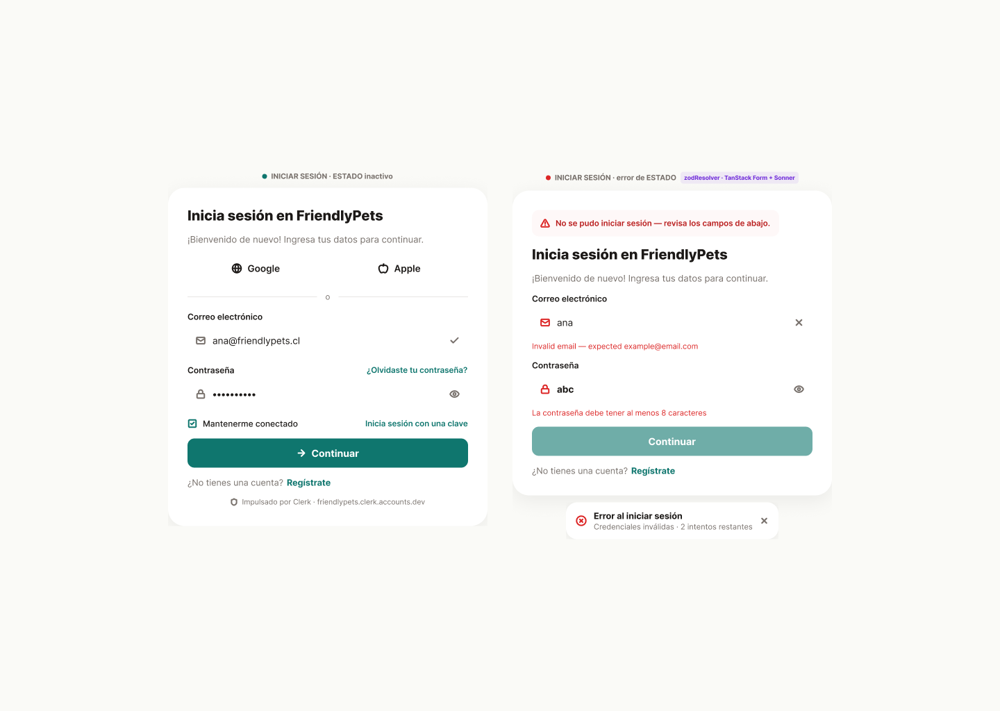 INICIAR SESIÓN · ESTADO inactivo
Inicia sesión en FriendlyPets
¡Bienvenido de nuevo! Ingresa tus datos para continuar.
Google
Apple
o
Correo electrónico
ana@friendlypets.cl
Contraseña
¿Olvidaste tu contraseña?
••••••••••
Mantenerme conectado
Inicia sesión con una clave
Continuar
¿No tienes una cuenta? Regístrate
Impulsado por Clerk · friendlypets.clerk.accounts.dev
INICIAR SESIÓN · error de ESTADO
zodResolver · TanStack Form + Sonner
No se pudo iniciar sesión — revisa los campos de abajo.
Inicia sesión en FriendlyPets
¡Bienvenido de nuevo! Ingresa tus datos para continuar.
Correo electrónico
ana
Invalid email — expected example@email.com
Contraseña
abc
La contraseña debe tener al menos 8 caracteres
Continuar
¿No tienes una cuenta? Regístrate
Error al iniciar sesión
Credenciales inválidas · 2 intentos restantes